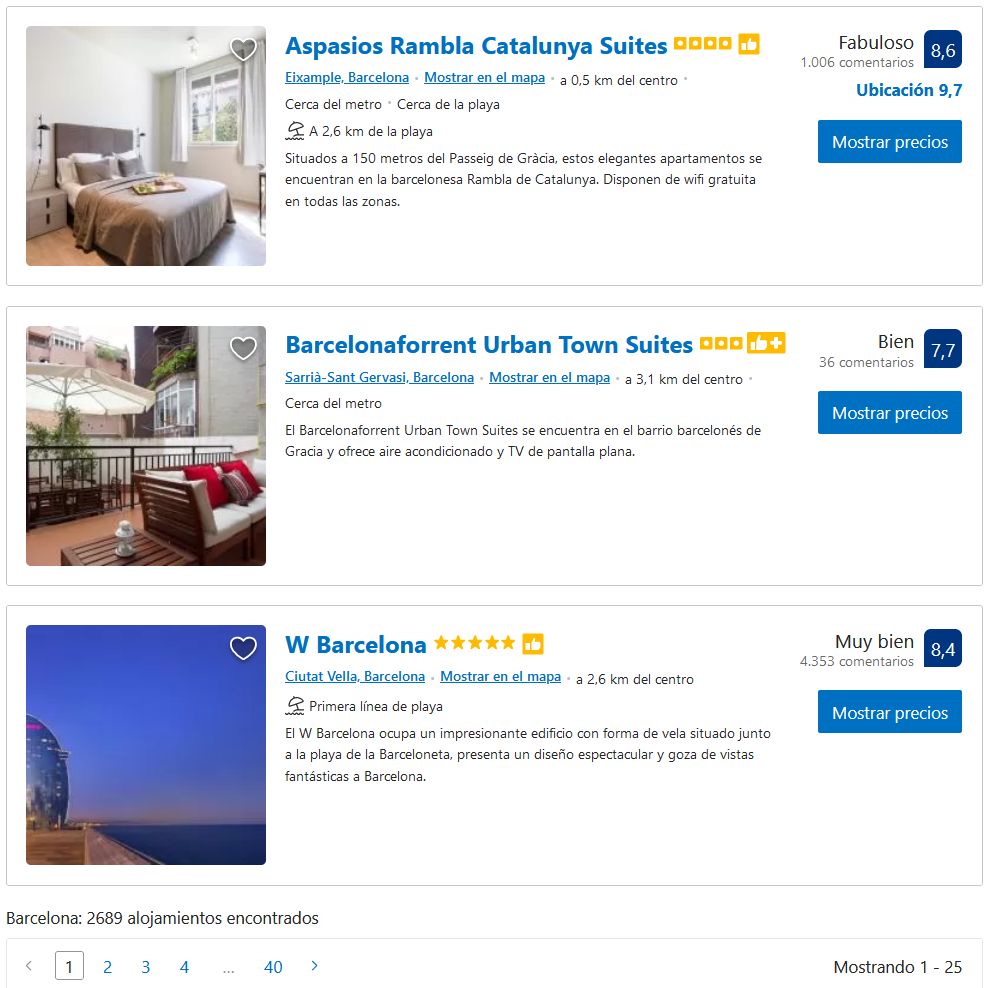 Aspasios Rambla Catalunya Suites
Fabuloso
8,6
1.006 comentarios
Eixample, Barcelona · Mostrar en el mapa · a 0,5 km del centro ·
Ubicación 9,7
Cerca del metro · Cerca de la playa
A 2,6 km de la playa
Mostrar precios
Situados a 150 metros del Passeig de Gràcia, estos elegantes apartamentos se
encuentran en la barcelonesa Rambla de Catalunya. Disponen de wifi gratuita
en todas las zonas.
Barcelonaforrent Urban Town Suites
Bien
7,7
36 comentarios
Sarrià-Sant Gervasi, Barcelona · Mostrar en el mapa · a 3,1 km del centro ·
Cerca del metro
Mostrar precios
El Barcelonaforrent Urban Town Suites se encuentra en el barrio barcelonés de
Gracia y ofrece aire acondicionado y TV de pantalla plana.
W Barcelona
Muy bien
8,4
4.353 comentarios
Ciutat Vella, Barcelona · Mostrar en el mapa · a 2,6 km del centro
Primera línea de playa
Mostrar precios
El W Barcelona ocupa un impresionante edificio con forma de vela situado junto
a la playa de la Barceloneta, presenta un diseño espectacular y goza de vistas
fantásticas a Barcelona.
Barcelona: 2689 alojamientos encontrados
1 2 3 4 ... 40
Mostrando 1 - 25